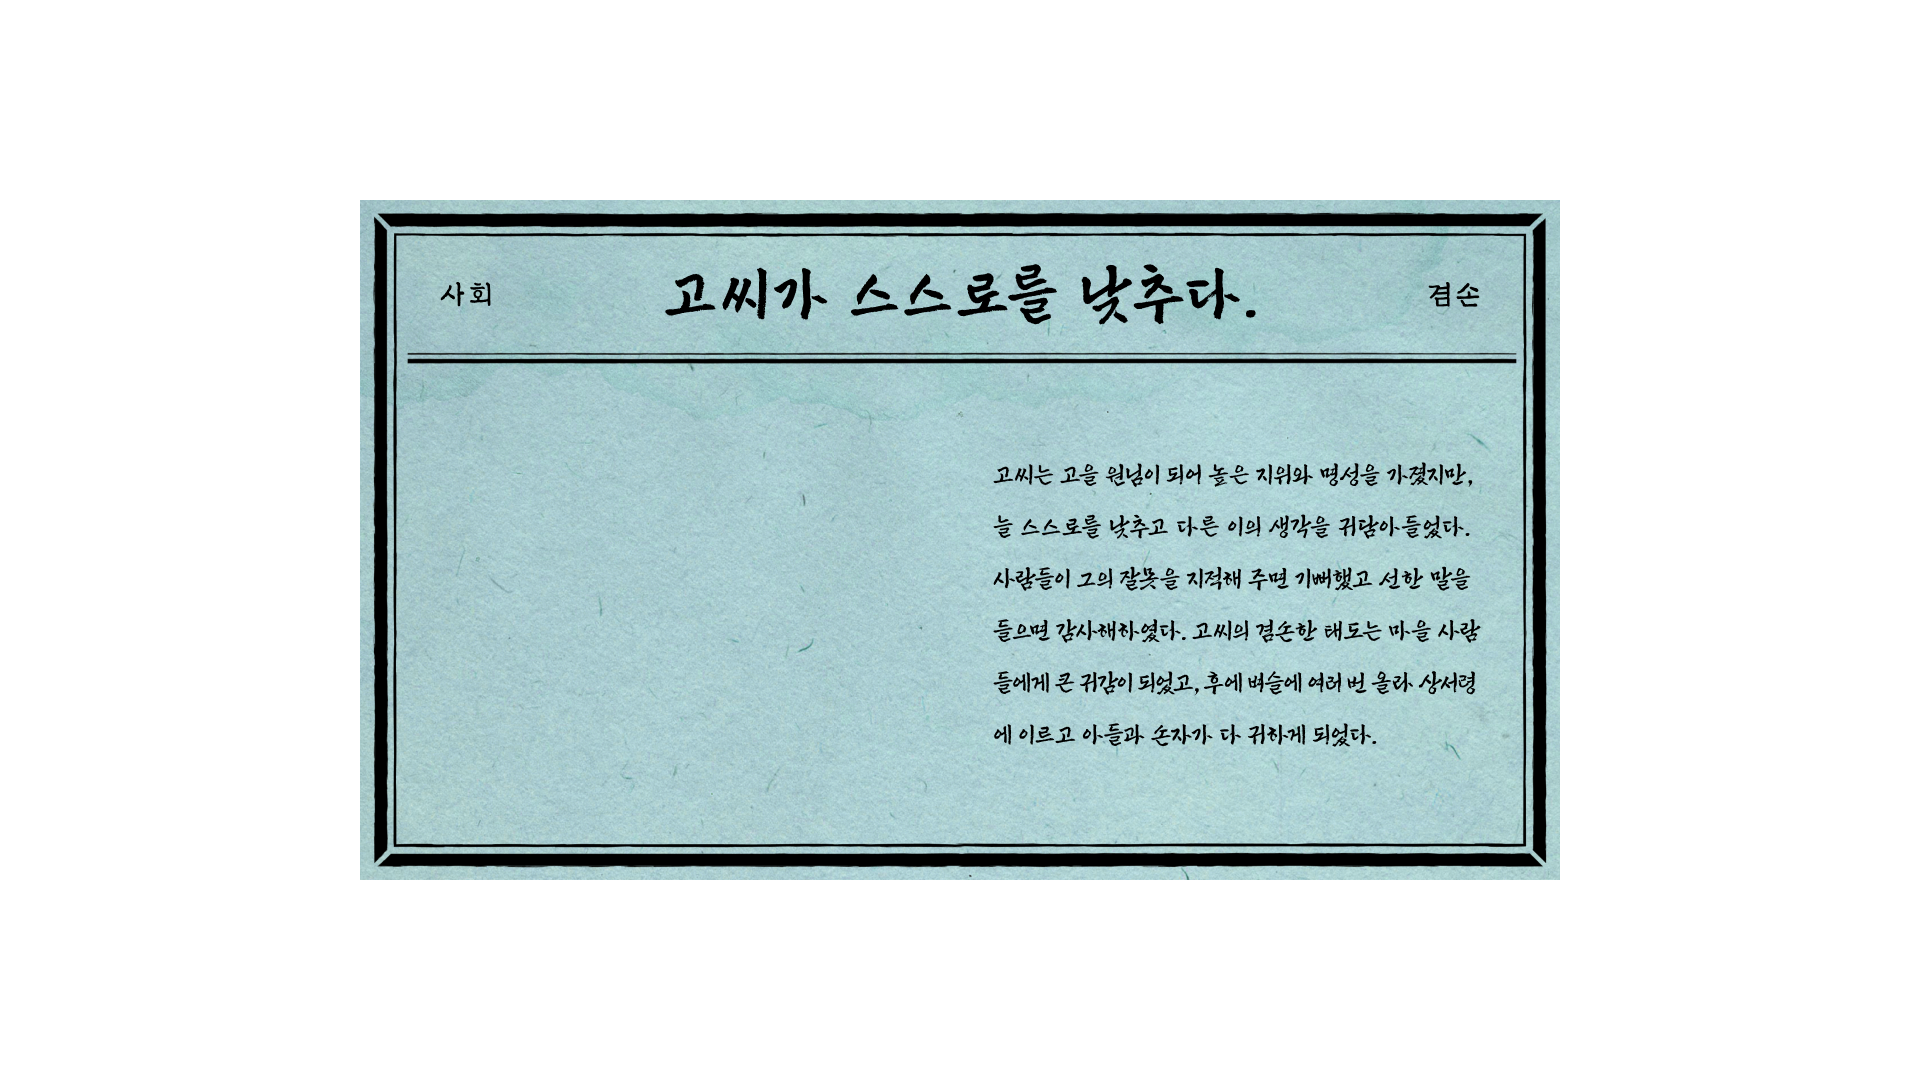 사회
고씨가 스스로를 낮추다.
겸손
고씨는 고을 원님이 되어 높은 지위와 명성을 가졌지만,
늘 스스로를 낮추고 다른 이의 생각을 귀담아 들었다.
사람들이 그의 잘못을 지적해 주면 기뻐했고 선한 말을
들으면 감사해하였다. 고씨의 겸손한 태도는 마을 사람
들에게 큰 귀감이 되었고, 후에 벼슬에 여러 번 올라 상서령
에 이르고 아들과 손자가 다 귀하게 되었다.